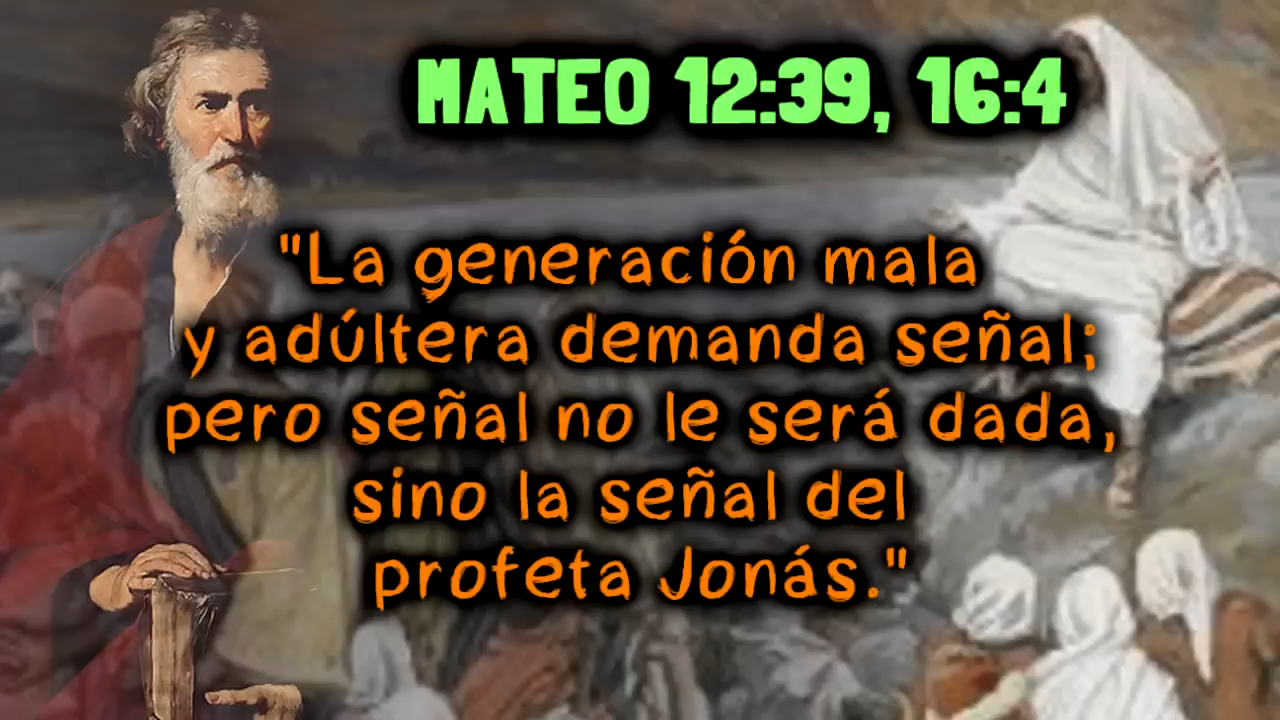 MATEO 12:39, 16:4
"La generación mala
y adúltera demanda señal;
pero señal no le será dada,
sino la señal del
profeta Jonás."